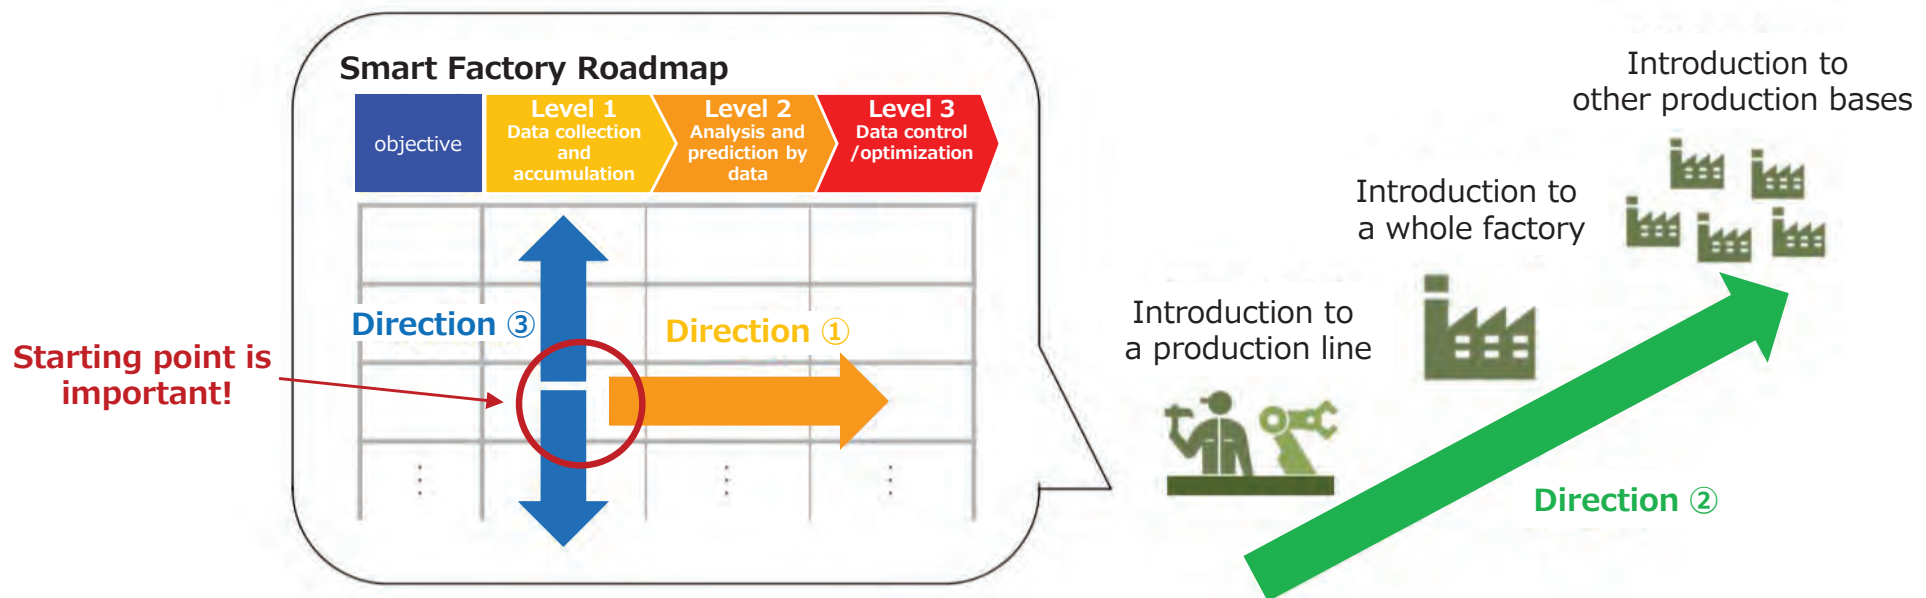 Smart Factory Roadmap
objective
Level 1
Data collection
and
accumulation
Level 2
Analysis and
prediction by
data
Level 3
Data control
/optimization
Direction ③
Direction ①
Starting point is
important!
⋮
⋮
⋮
Introduction to
a production line
Introduction to
a whole factory
Introduction to
other production bases
Direction ②